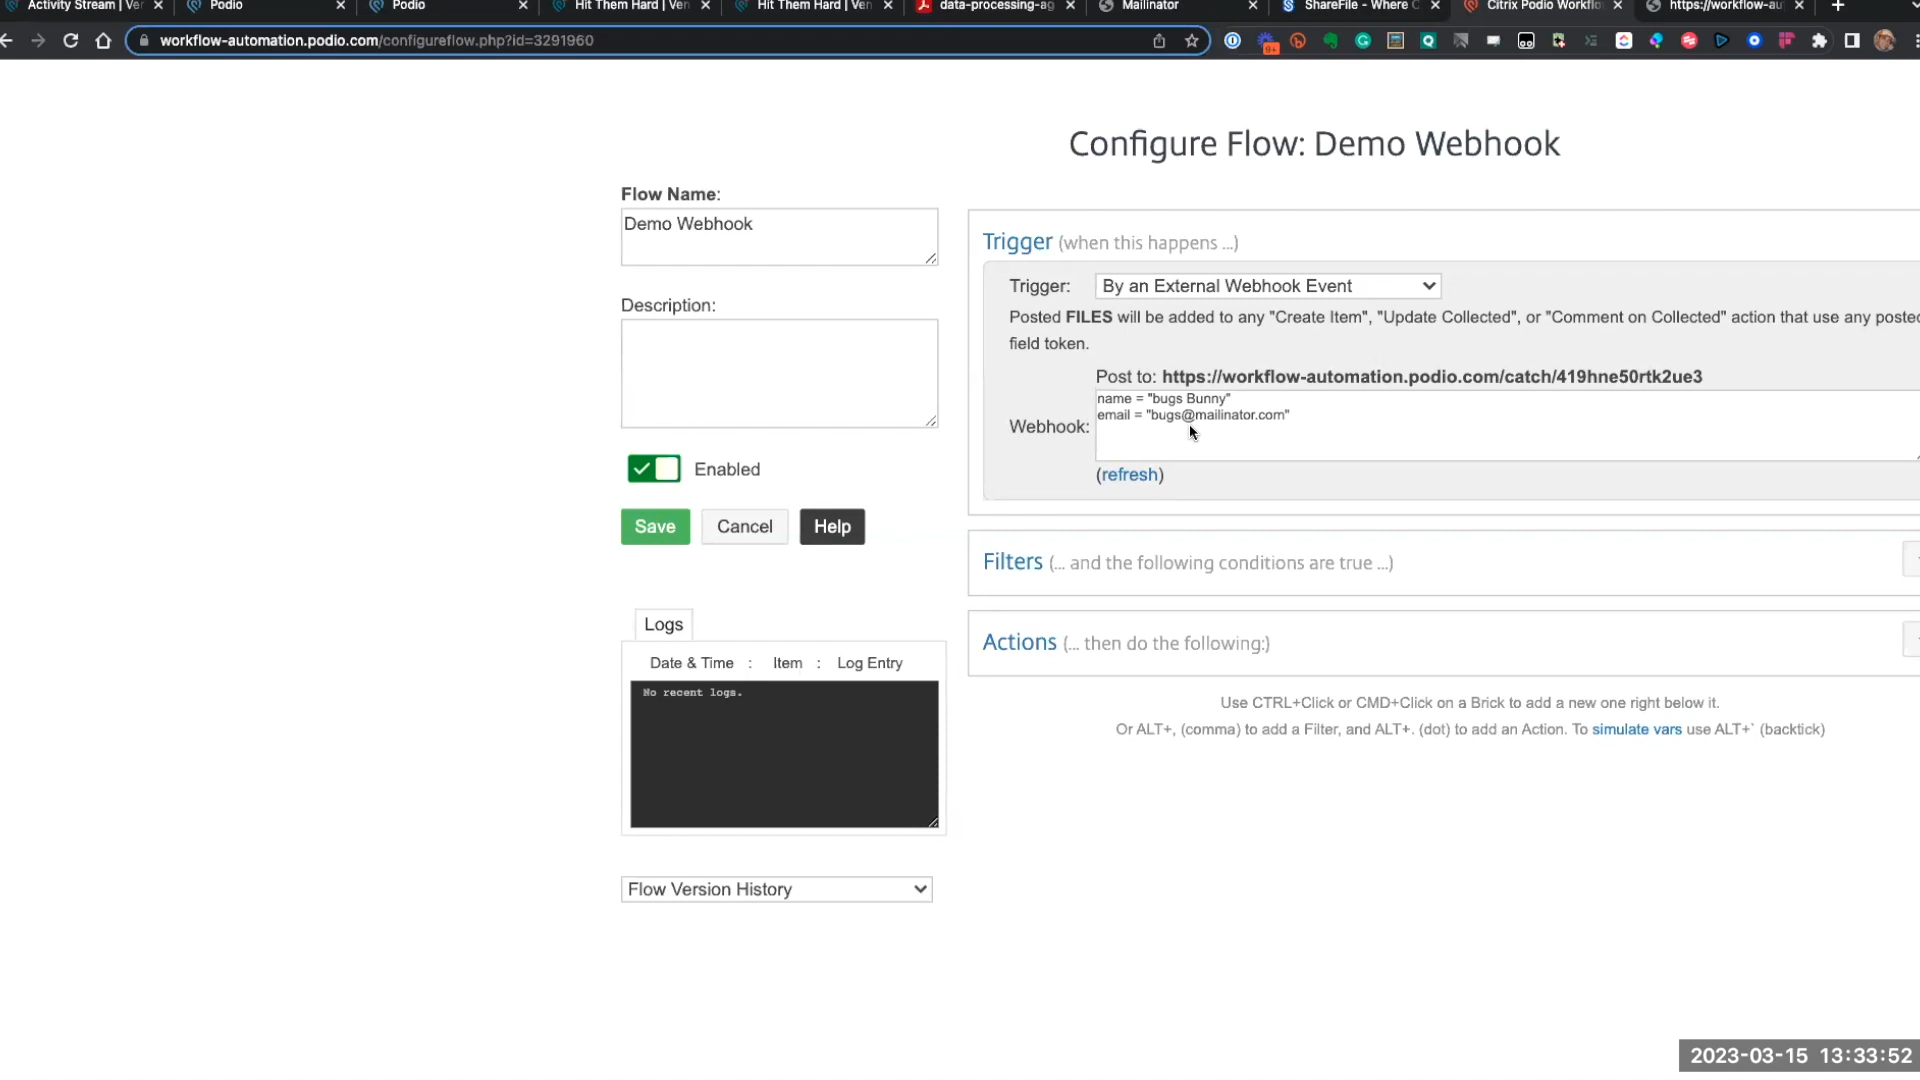 Activity Stream | Ver
Podio
Podio
Hit Them Hard | Ven
Hit Them Hard | Ven
data-processing-ag
Mailinator
ShareFile - Where C
Citrix Podio Workflo
https://workflow-au
workflow-automation.podio.com/configureflow.php?id=3291960
9+
Configure Flow: Demo Webhook
Flow Name:
Demo Webhook
Description:
Enabled
Save
Cancel
Help
Logs
Date & Time : Item : Log Entry
No recent logs.
Flow Version History
Trigger (when this happens ...)
Trigger: By an External Webhook Event
Posted FILES will be added to any "Create Item", "Update Collected", or "Comment on Collected" action that use any posted
field token.
Post to: https://workflow-automation.podio.com/catch/419hne50rtk2ue3
name = "bugs Bunny"
email = "bugs@mailinator.com"
Webhook:
(refresh)
Filters (... and the following conditions are true ...)
Actions (... then do the following:)
Use CTRL+Click or CMD+Click on a Brick to add a new one right below it.
Or ALT+, (comma) to add a Filter, and ALT+. (dot) to add an Action. To simulate vars use ALT+` (backtick)
2023-03-15 13:33:52